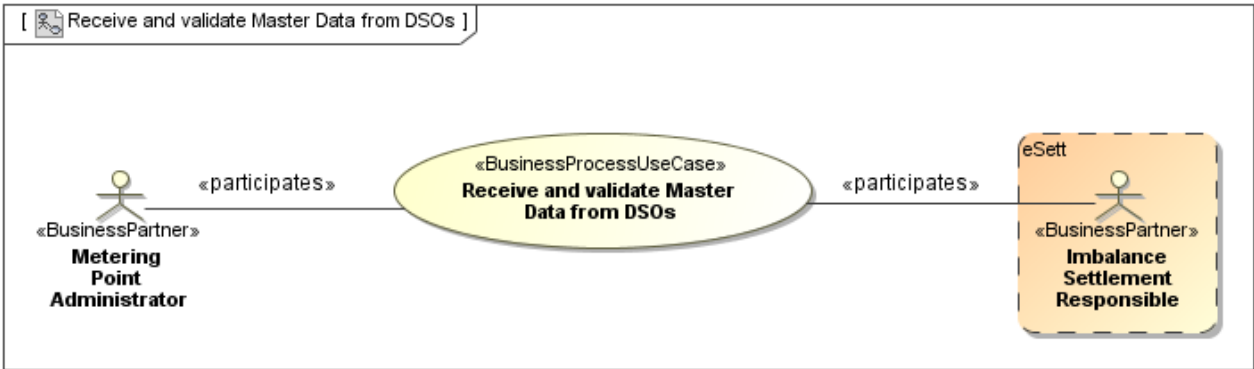 [ Receive and validate Master Data from DSOs ]
«BusinessProcessUseCase»
Receive and validate Master
Data from DSOs
«participates»
«participates»
«BusinessPartner»
Metering
Point
Administrator
eSett
«BusinessPartner»
Imbalance
Settlement
Responsible